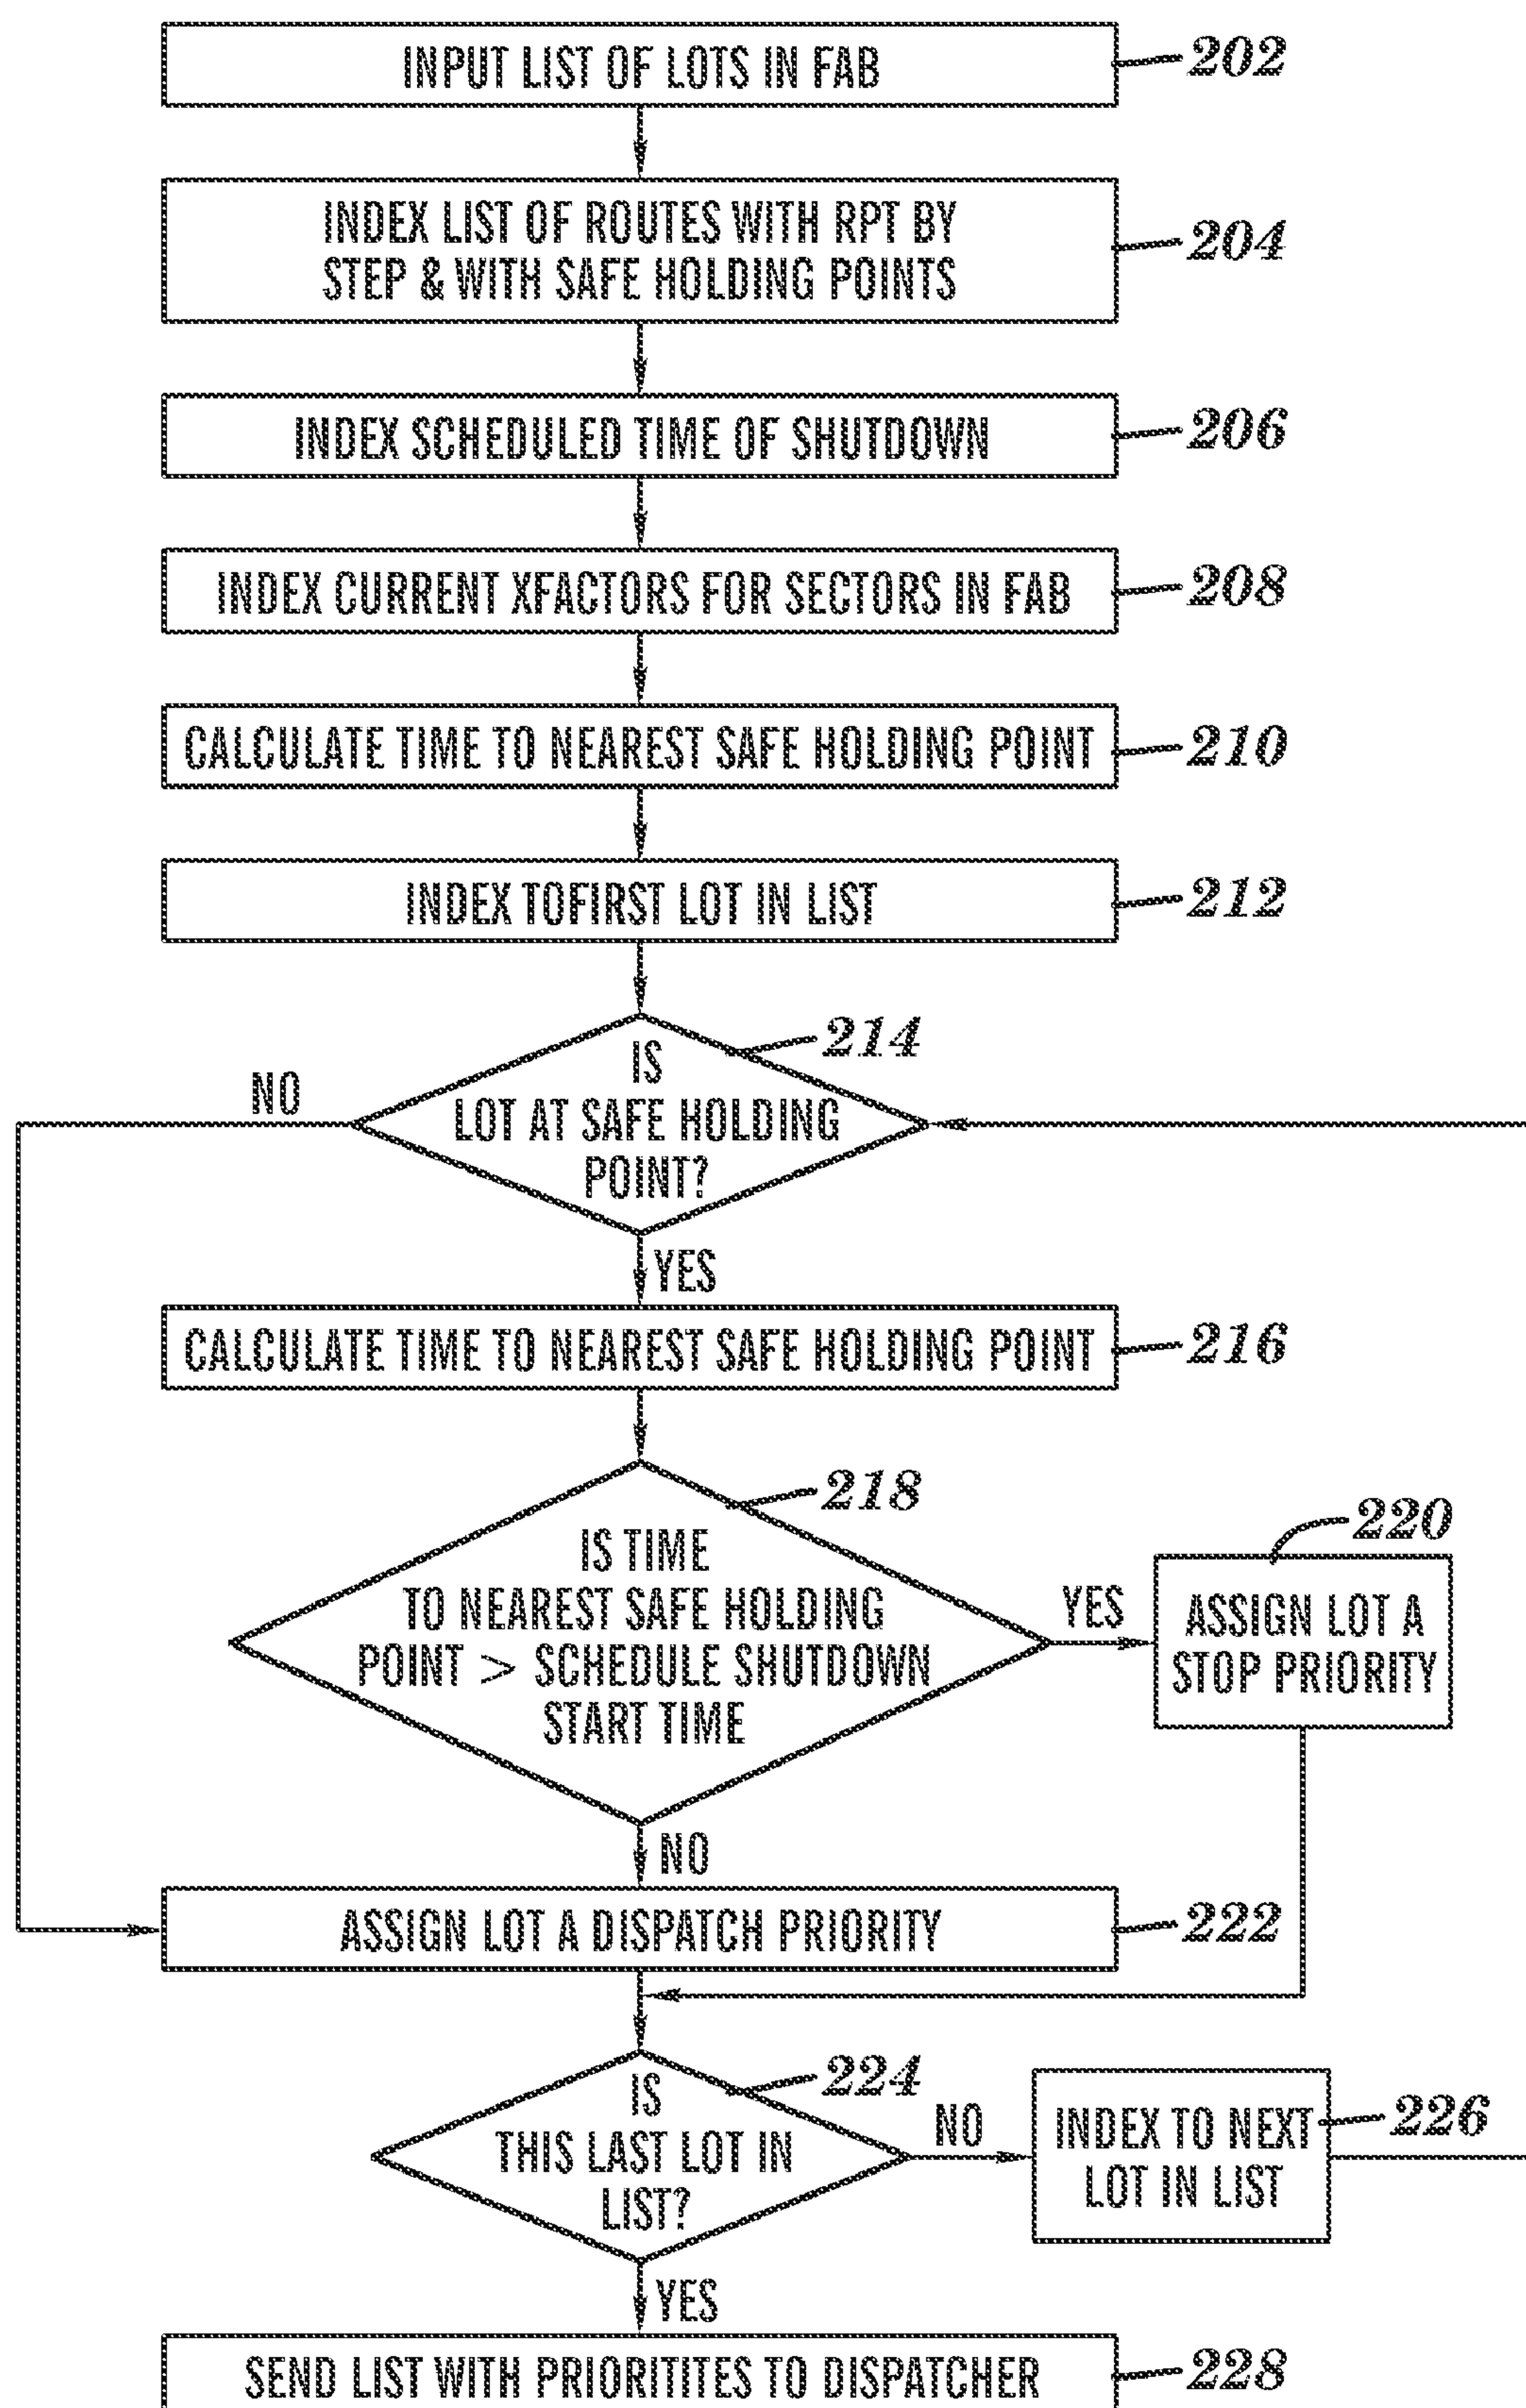 INPUT LIST OF LOTS IN FAB
202
INDEX LIST OF ROUTES WITH RPT BY
STEP & WITH SAFE HOLDING POINTS
204
INDEX SCHEDULED TIME OF SHUTDOWN
206
INDEX CURRENT XFACTORS FOR SECTORS IN FAB
208
CALCULATE TIME TO NEAREST SAFE HOLDING POINT
210
INDEX TOFIRST LOT IN LIST
212
214
IS
LOT AT SAFE HOLDING
POINT?
NO
YES
CALCULATE TIME TO NEAREST SAFE HOLDING POINT
216
218
IS TIME
TO NEAREST SAFE HOLDING
POINT > SCHEDULE SHUTDOWN
START TIME
YES
220
ASSIGN LOT A
STOP PRIORITY
NO
ASSIGN LOT A DISPATCH PRIORITY
222
224
IS
THIS LAST LOT IN
LIST?
NO
INDEX TO NEXT
LOT IN LIST
226
YES
SEND LIST WITH PRIORITITES TO DISPATCHER
228